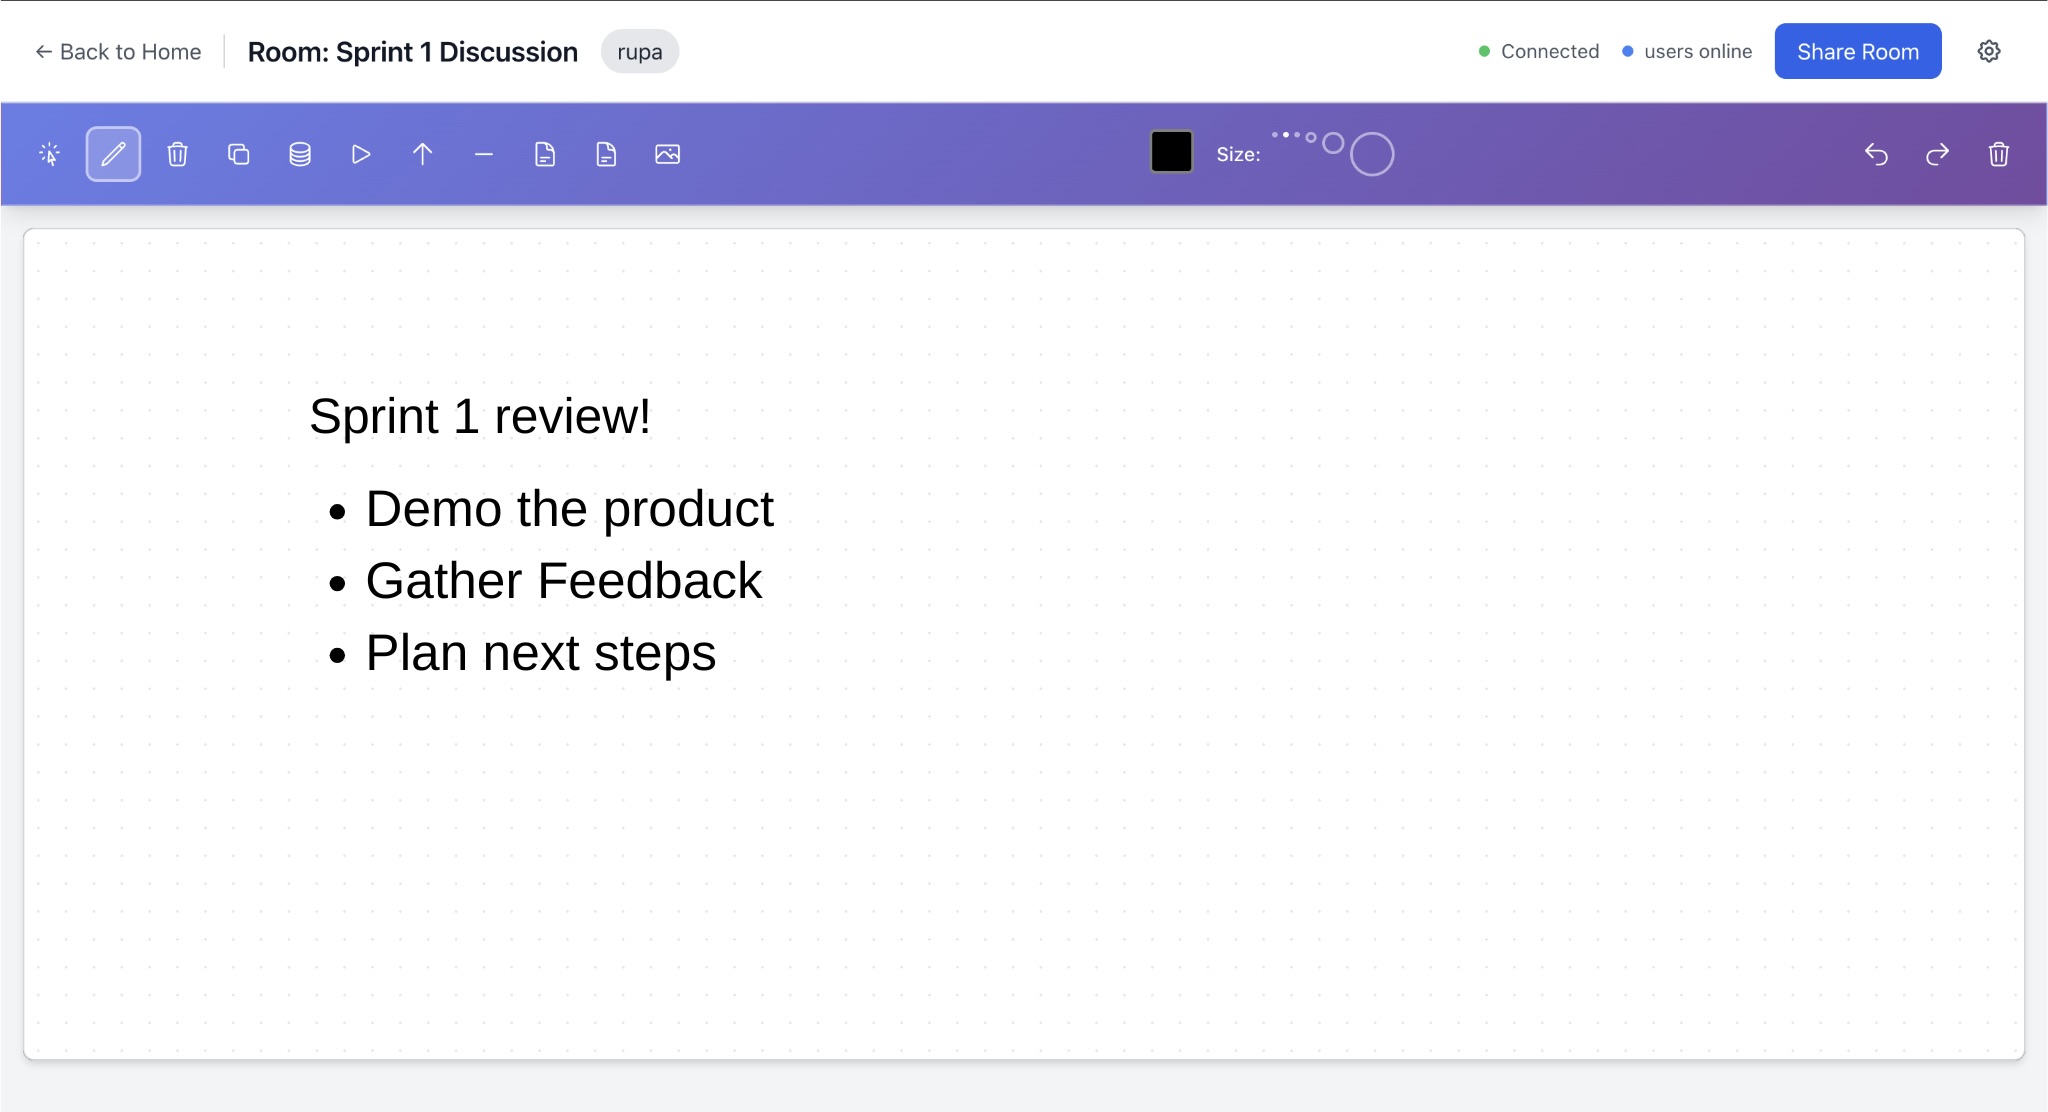 ← Back to Home
Room: Sprint 1 Discussion
rupa
Connected
users online
Share Room
Size:
Sprint 1 review!
• Demo the product
• Gather Feedback
• Plan next steps